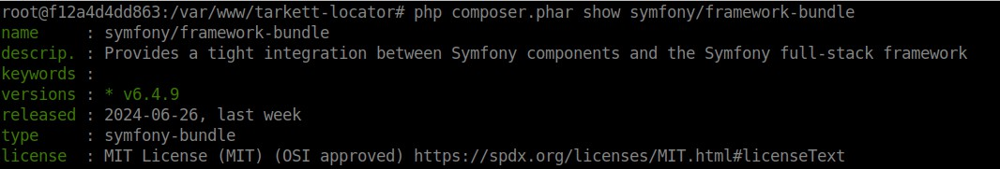 root@f12a4d4dd863:/var/www/tarkett-locator# php composer.phar show symfony/framework-bundle
name     : symfony/framework-bundle
descrip. : Provides a tight integration between Symfony components and the Symfony full-stack framework
keywords :
versions : * v6.4.9
released : 2024-06-26, last week
type     : symfony-bundle
license  : MIT License (MIT) (OSI approved) https://spdx.org/licenses/MIT.html#licenseText